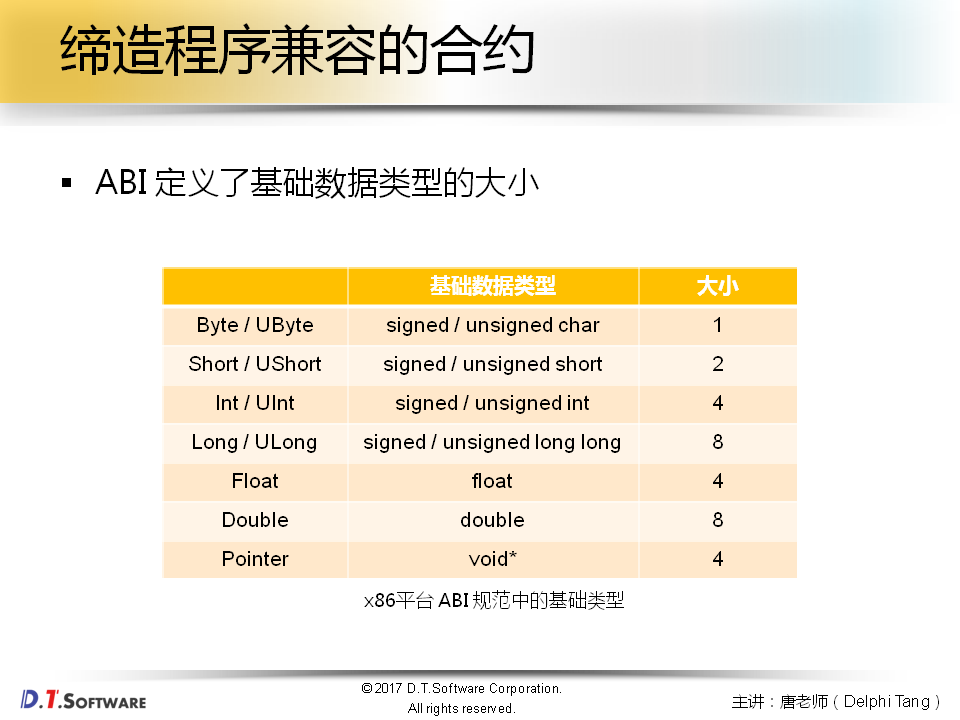 缔造程序兼容的合约
▪ ABI 定义了基础数据类型的大小
基础数据类型 大小
Byte / UByte signed / unsigned char 1
Short / UShort signed / unsigned short 2
Int / UInt signed / unsigned int 4
Long / ULong signed / unsigned long long 8
Float float 4
Double double 8
Pointer void* 4
x86平台 ABI 规范中的基础类型
D.T.SOFTWARE
©2017 D.T.Software Corporation.
All rights reserved.
主讲：唐老师（Delphi Tang）